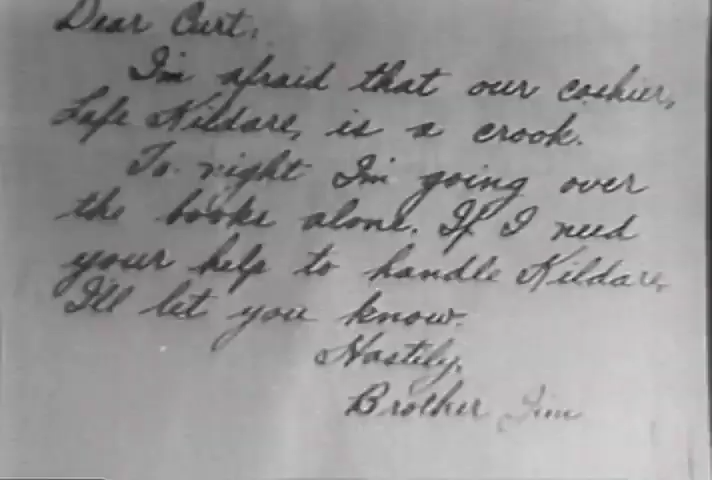 Dear Curt,
I'm afraid that our cashier,
Lafe Kildare, is a crook.
To-night I'm going over
the books alone. If I need
your help to handle Kildare,
I'll let you know.
Hastily,
Brother Jim